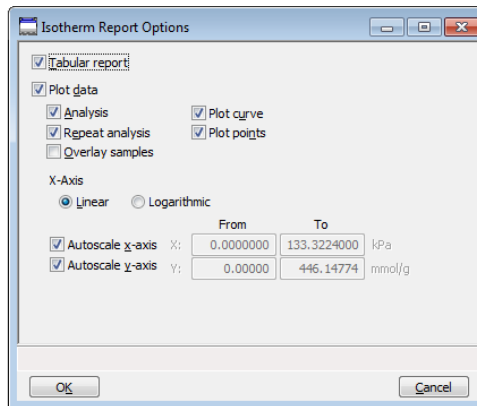 Isotherm Report Options
Tabular report
Plot data
Analysis Plot curve
Repeat analysis Plot points
Overlay samples
X-Axis
Linear Logarithmic
From To
Autoscale x-axis X: 0.0000000 133.3224000 kPa
Autoscale y-axis Y: 0.00000 446.14774 mmol/g
OK Cancel